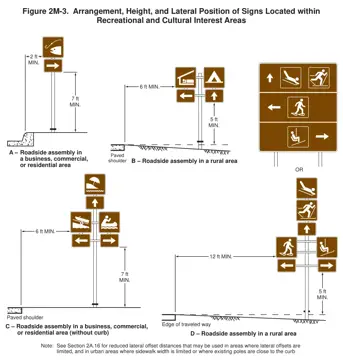 Figure 2M-3. Arrangement, Height, and Lateral Position of Signs Located within
Recreational and Cultural Interest Areas
2 ft
MIN.
7 ft
MIN.
A – Roadside assembly in
a business, commercial,
or residential area
6 ft MIN.
5 ft
MIN.
Paved
shoulder
B – Roadside assembly in a rural area
OR
6 ft MIN.
7 ft
MIN.
Paved shoulder
C – Roadside assembly in a business, commercial,
or residential area (without curb)
12 ft MIN.
5 ft
MIN.
Edge of traveled way
D – Roadside assembly in a rural area
Note: See Section 2A.16 for reduced lateral offset distances that may be used in areas where lateral offsets are
limited, and in urban areas where sidewalk width is limited or where existing poles are close to the curb